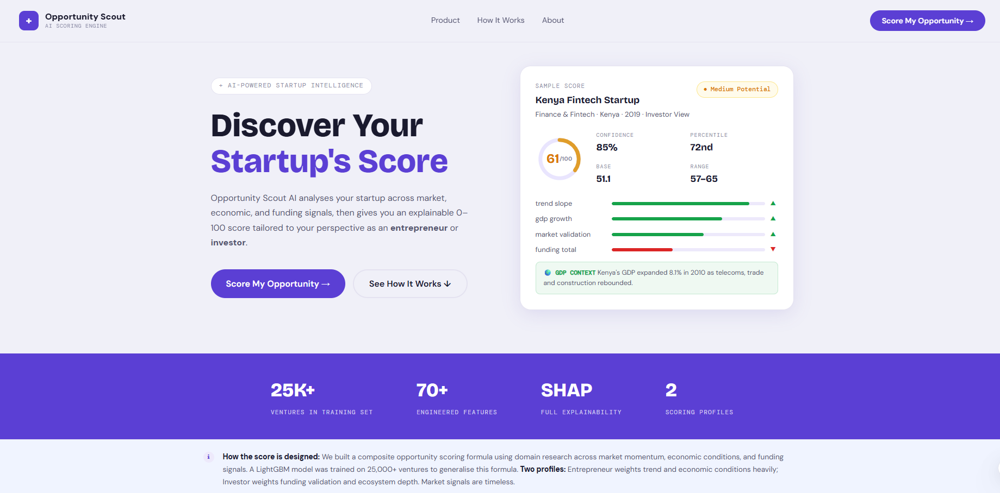 +
Opportunity Scout
AI SCORING ENGINE
Product
How It Works
About
Score My Opportunity →
+ AI-POWERED STARTUP INTELLIGENCE
Discover Your
Startup's Score
Opportunity Scout AI analyses your startup across market,
economic, and funding signals, then gives you an explainable 0–
100 score tailored to your perspective as an entrepreneur or
investor.
Score My Opportunity →
See How It Works ↓
SAMPLE SCORE
● Medium Potential
Kenya Fintech Startup
Finance & Fintech · Kenya · 2019 · Investor View
61/100
CONFIDENCE
85%
PERCENTILE
72nd
BASE
51.1
RANGE
57–65
trend slope ▲
gdp growth ▲
market validation ▲
funding total ▼
GDP CONTEXT Kenya's GDP expanded 8.1% in 2010 as telecoms, trade
and construction rebounded.
25K+
VENTURES IN TRAINING SET
70+
ENGINEERED FEATURES
SHAP
FULL EXPLAINABILITY
2
SCORING PROFILES
i
How the score is designed: We built a composite opportunity scoring formula using domain research across market momentum, economic conditions, and funding
signals. A LightGBM model was trained on 25,000+ ventures to generalise this formula. Two profiles: Entrepreneur weights trend and economic conditions heavily;
Investor weights funding validation and ecosystem depth. Market signals are timeless.